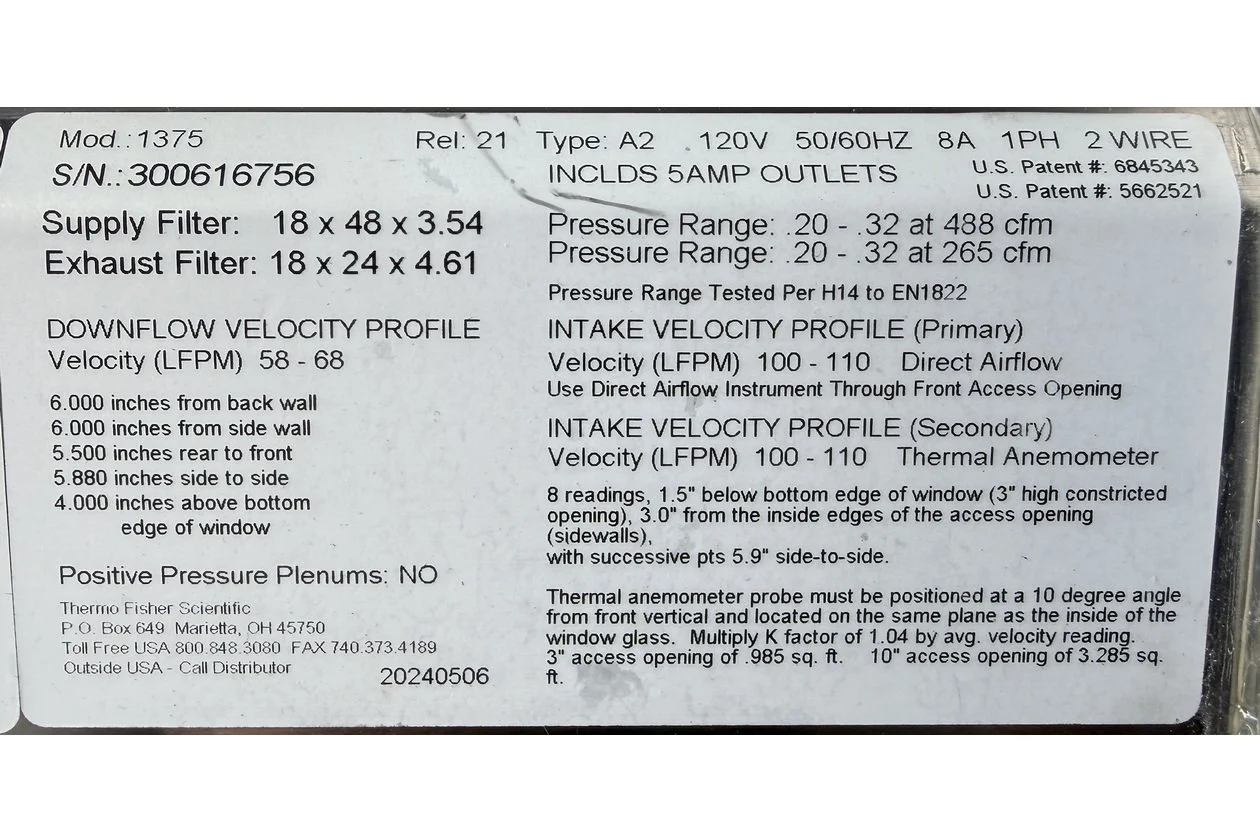 Mod.:1375 Rel: 21 Type: A2 .120V 50/60HZ 8A 1PH 2 WIRE
S/N.:300616756 INCLDS 5AMP OUTLETS U.S. Patent #: 6845343
U.S. Patent #: 5662521
Supply Filter: 18 x 48 x 3.54 Pressure Range: .20 - .32 at 488 cfm
Exhaust Filter: 18 x 24 x 4.61 Pressure Range: .20 - .32 at 265 cfm
Pressure Range Tested Per H14 to EN1822
DOWNFLOW VELOCITY PROFILE
Velocity (LFPM) 58 - 68
6.000 inches from back wall
6.000 inches from side wall
5.500 inches rear to front
5.880 inches side to side
4.000 inches above bottom
edge of window
Positive Pressure Plenums: NO
Thermo Fisher Scientific
P.O. Box 649 Marietta, OH 45750
Toll Free USA 800.848.3080 FAX 740.373.4189
Outside USA - Call Distributor
20240506
INTAKE VELOCITY PROFILE (Primary)
Velocity (LFPM) 100 - 110 Direct Airflow
Use Direct Airflow Instrument Through Front Access Opening
INTAKE VELOCITY PROFILE (Secondary)
Velocity (LFPM) 100 - 110 Thermal Anemometer
8 readings, 1.5" below bottom edge of window (3" high constricted
opening), 3.0" from the inside edges of the access opening
(sidewalls),
with successive pts 5.9" side-to-side.
Thermal anemometer probe must be positioned at a 10 degree angle
from front vertical and located on the same plane as the inside of the
window glass. Multiply K factor of 1.04 by avg. velocity reading.
3" access opening of .985 sq. ft. 10" access opening of 3.285 sq.
ft.